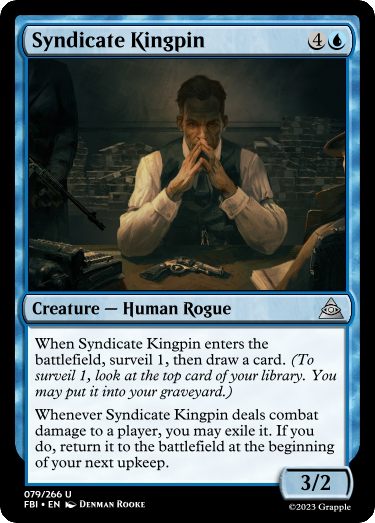 Syndicate Kingpin 4
When Syndicate Kingpin enters the
battlefield, surveil 1, then draw a card. (To
surveil 1, look at the top card of your library. You
may put it into your graveyard.)
Whenever Syndicate Kingpin deals combat
damage to a player, you may exile it. If you
do, return it to the battlefield at the beginning
of your next upkeep.
Creature — Human Rogue
3/2
079/266 U
FBI • EN Denman Rooke
©2023 Grapple